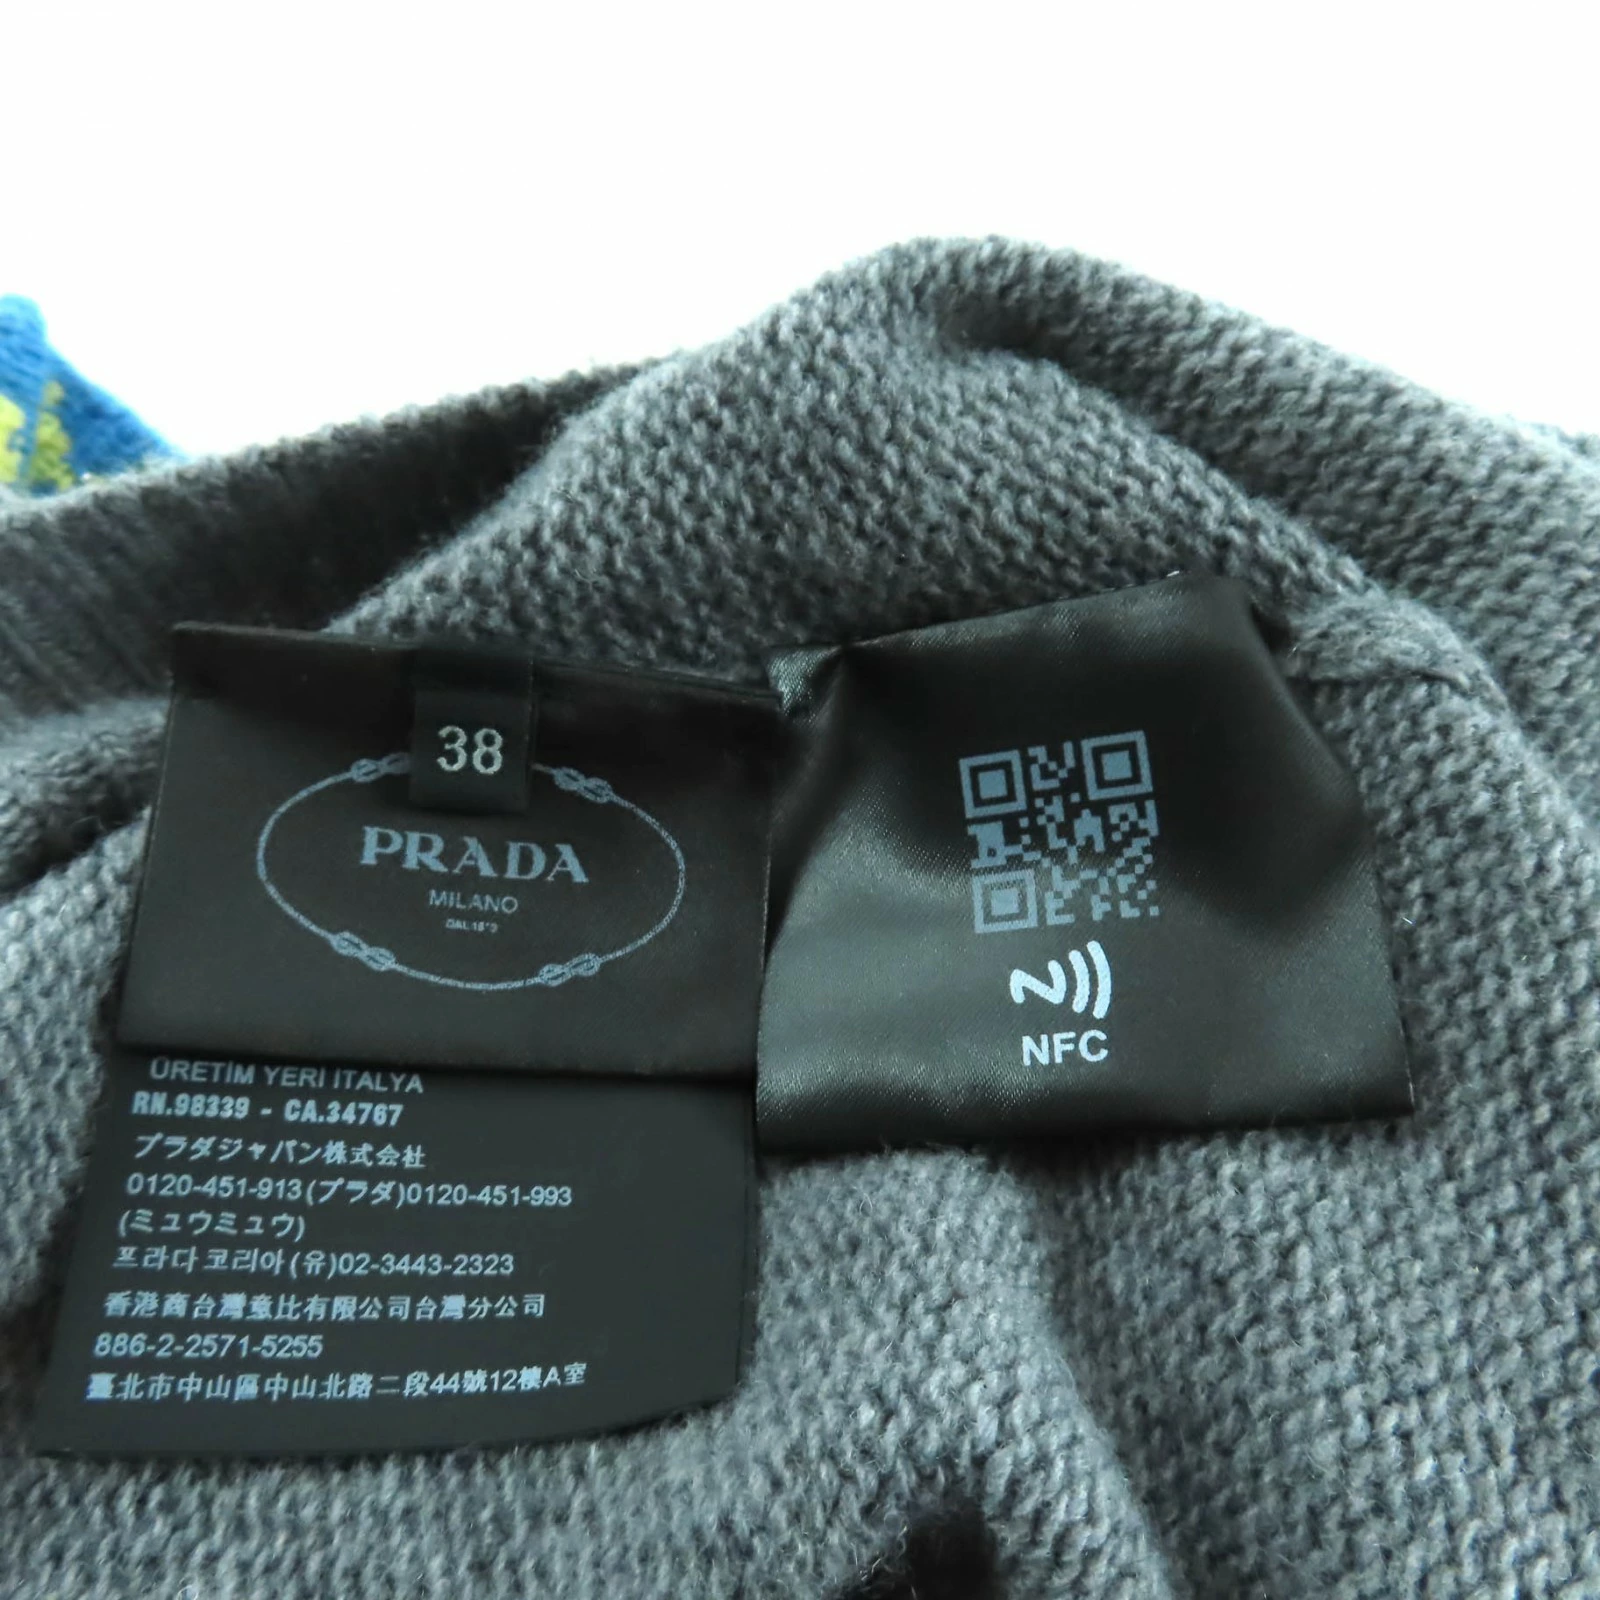 38
PRADA
MILANO
ÜRETİM YERİ İTALYA
RN.98339 - CA.34767
プラダジャパン株式会社
0120-451-913(プラダ)0120-451-993
(ミュウミュウ)
프라다코리아(유)02-3443-2323
香港商台灣意比有限公司台灣分公司
886-2-2571-5255
臺北市中山區中山北路二段44號12樓A室
NFC